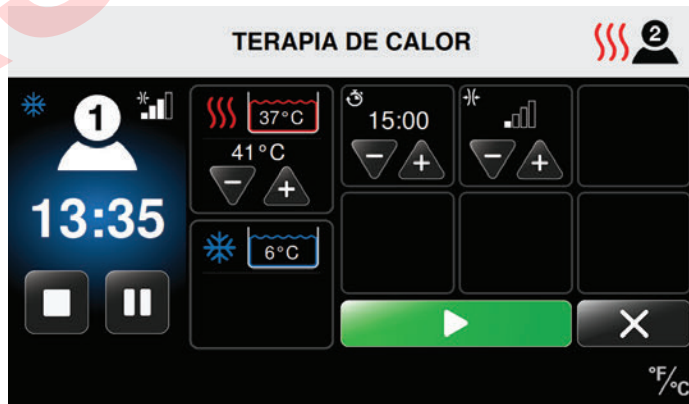 TERAPIA DE CALOR
2
1
13:35
37°C
41°C
- +
6°C
15:00
- +
- +
°F/°C